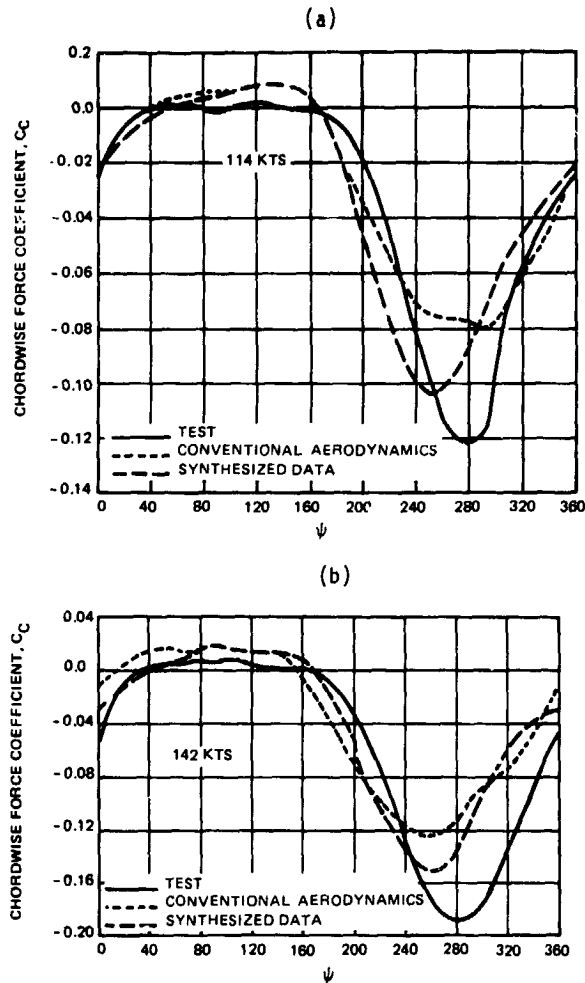 (a)
CHORDWISE FORCE COEFFICIENT, CC
0.2
0.0
-0.02
-0.04
-0.06
-0.08
-0.10
-0.12
-0.14
114 KTS
TEST
CONVENTIONAL AERODYNAMICS
SYNTHESIZED DATA
0 40 80 120 160 200 240 280 320 360
ψ
(b)
CHORDWISE FORCE COEFFICIENT, CC
0.04
0.0
-0.04
-0.08
-0.12
-0.16
-0.20
142 KTS
TEST
CONVENTIONAL AERODYNAMICS
SYNTHESIZED DATA
0 40 80 120 160 200 240 280 320 360
ψ